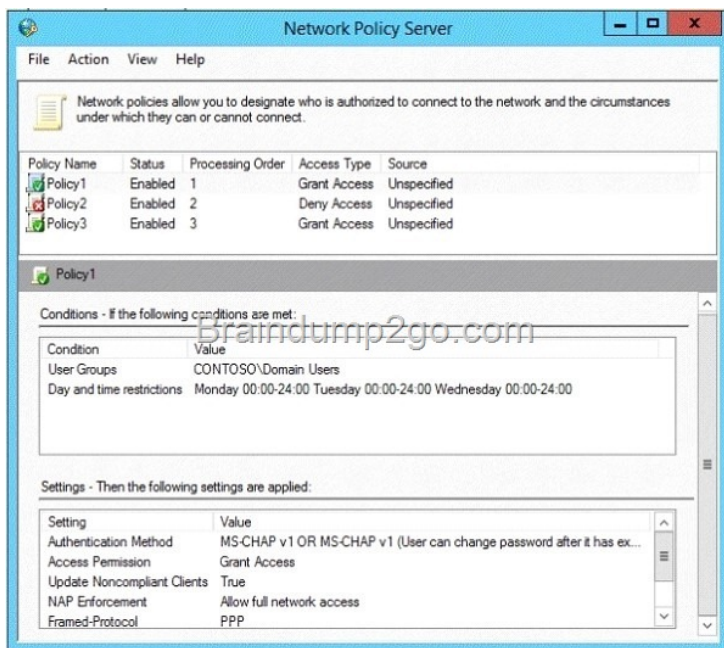 Network Policy Server
File Action View Help
Network policies allow you to designate who is authorized to connect to the network and the circumstances
under which they can or cannot connect.
Policy Name Status Processing Order Access Type Source
Policy1 Enabled 1 Grant Access Unspecified
Policy2 Enabled 2 Deny Access Unspecified
Policy3 Enabled 3 Grant Access Unspecified
Policy1
Conditions - If the following conditions are met:
Braindump2go.com
Condition Value
User Groups CONTOSO\Domain Users
Day and time restrictions Monday 00:00-24:00 Tuesday 00:00-24:00 Wednesday 00:00-24:00
Settings - Then the following settings are applied:
Setting Value
Authentication Method MS-CHAP v1 OR MS-CHAP v1 (User can change password after it has ex...
Access Permission Grant Access
Update Noncompliant Clients True
NAP Enforcement Allow full network access
Framed-Protocol PPP